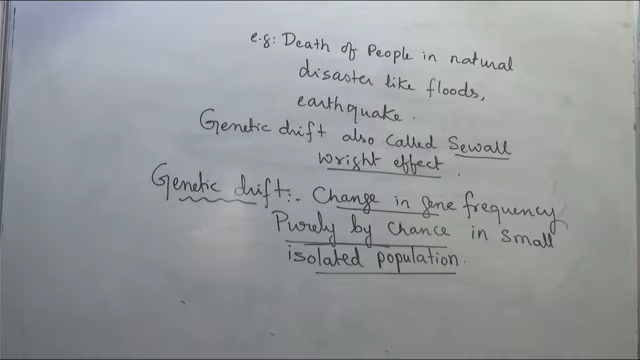 e.g: Death of People in natural
disaster like floods,
earthquake.
Genetic drift also called Sewall
wright effect.
Genetic drift:- Change in gene frequency
Purely by chance in small
isolated population.